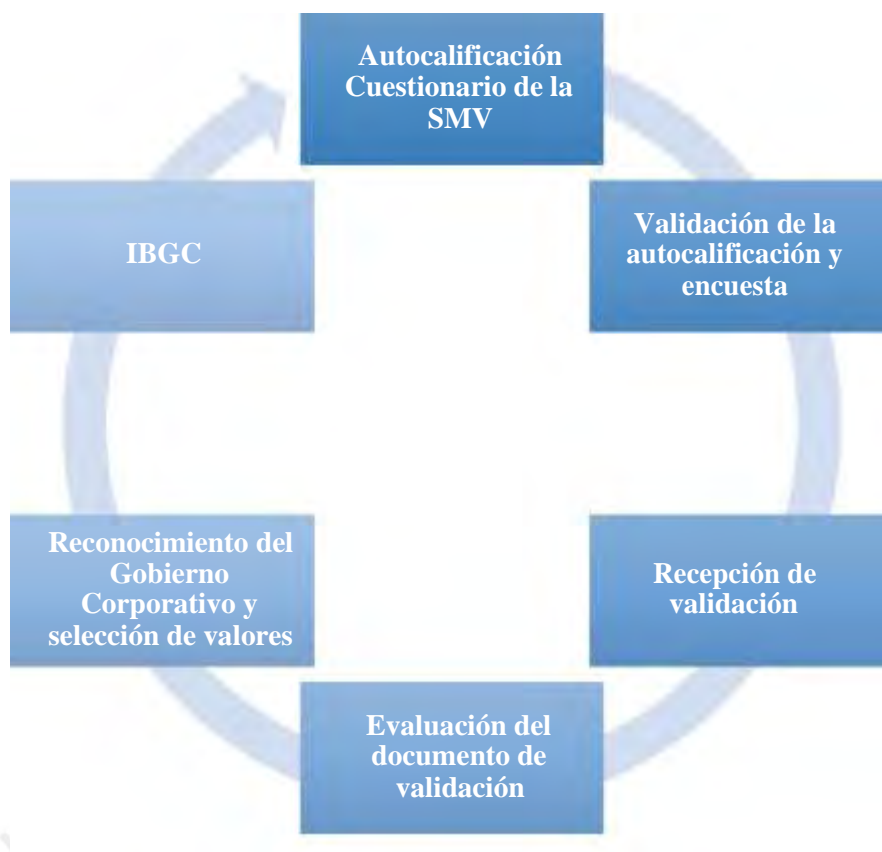 Autocalificación
Cuestionario de la
SMV
Validación de la
autocalificación y
encuesta
Recepción de
validación
Evaluación del
documento de
validación
Reconocimiento del
Gobierno
Corporativo y
selección de valores
IBGC